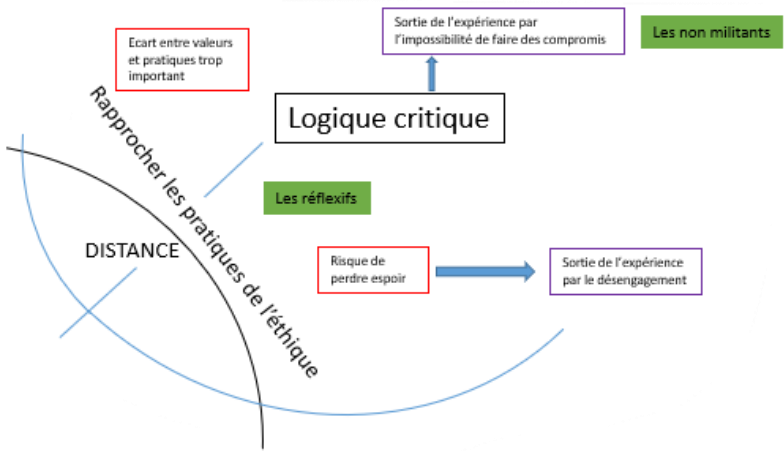 Sortie de l'expérience par
l'impossibilité de faire des compromis
Les non militants
Ecart entre valeurs
et pratiques trop
important
Logique critique
Rapprocher les pratiques de l'éthique
Les réflexifs
DISTANCE
Risque de
perdre espoir
Sortie de l'expérience
par le désengagement